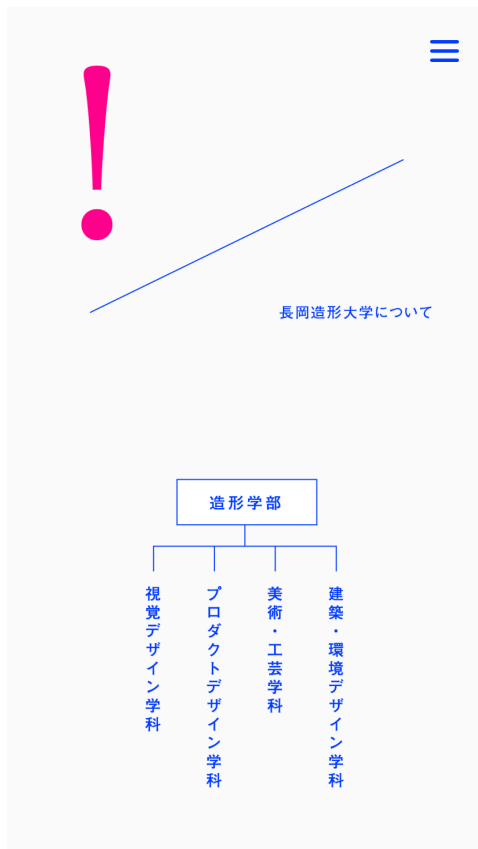 !
長岡造形大学について
造形学部
視覚デザイン学科
プロダクトデザイン学科
美術・工芸学科
建築・環境デザイン学科